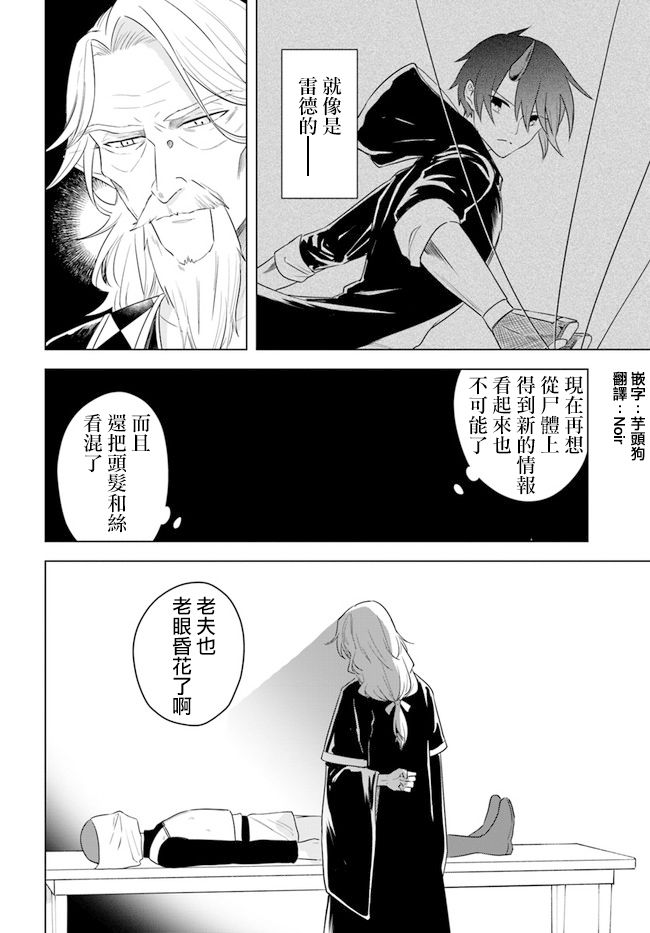 就像是
雷德的——
嵌字：芋頭狗
翻譯：Noir
現在再想
從尸體上
得到新的情報
看起來也
不可能了
而且
還把頭髮和絲
看混了
老夫也
老眼昏花了啊